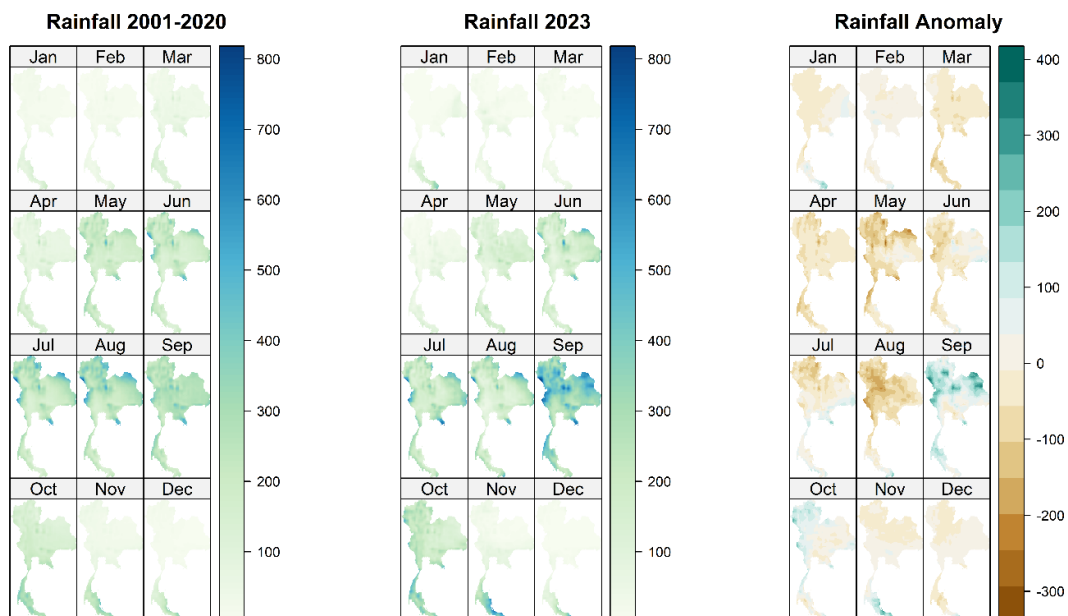 Rainfall 2001-2020
Jan Feb Mar
Apr May Jun
Jul Aug Sep
Oct Nov Dec
800
700
600
500
400
300
200
100
Rainfall 2023
Jan Feb Mar
Apr May Jun
Jul Aug Sep
Oct Nov Dec
800
700
600
500
400
300
200
100
Rainfall Anomaly
Jan Feb Mar
Apr May Jun
Jul Aug Sep
Oct Nov Dec
400
300
200
100
0
-100
-200
-300